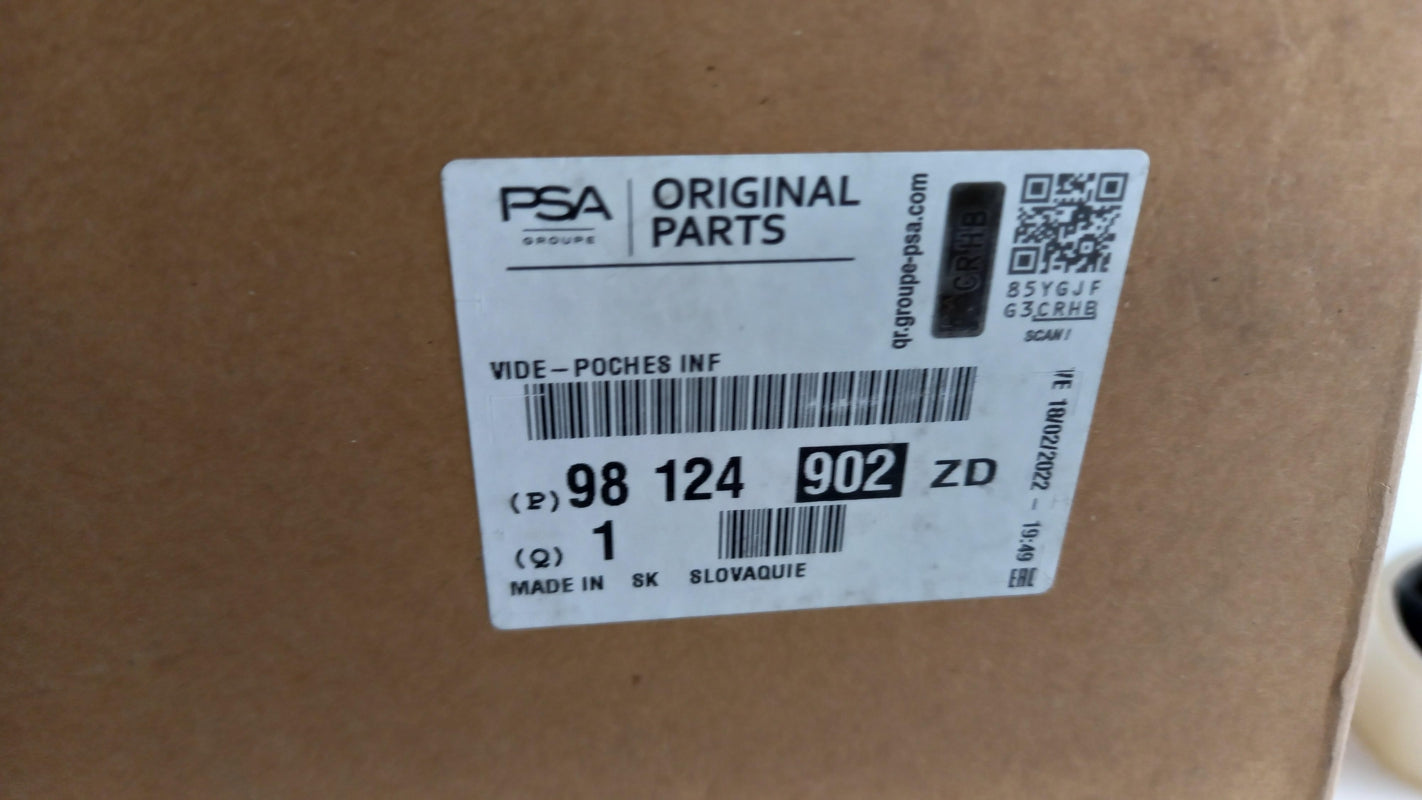 PSA
GROUPE
ORIGINAL
PARTS
qr.groupe-psa.com
CRHB
85YGJF
G3CRHB
SCAN!
VIDE-POCHES INF
(P) 98 124 902 ZD
(Q) 1
MADE IN SK SLOVAQUIE
VE 18/02/2022 - 19:49
EAC